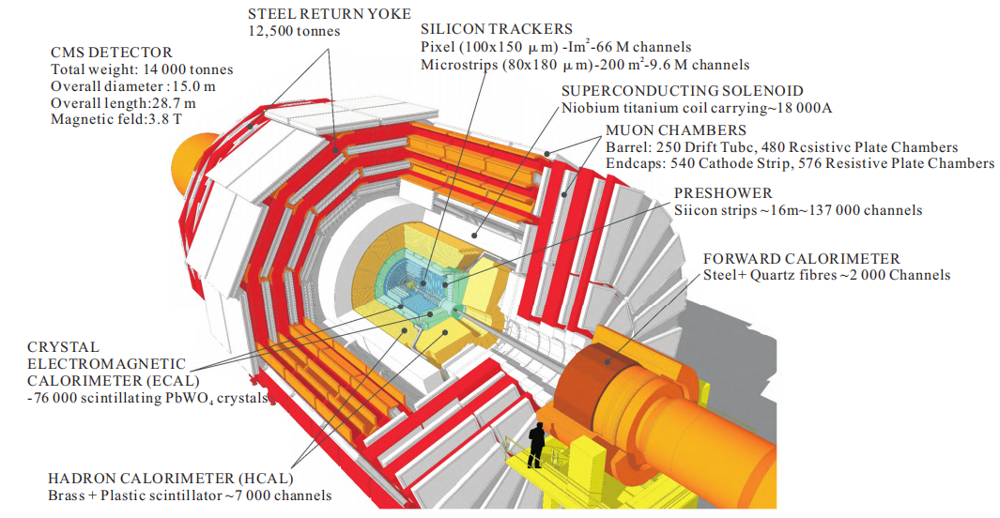 STEEL RETURN YOKE
12,500 tonnes
SILICON TRACKERS
Pixel (100x150 μm) -Im²-66 M channels
Microstrips (80x180 μm)-200 m²-9.6 M channels
CMS DETECTOR
Total weight: 14 000 tonnes
Overall diameter :15.0 m
Overall length:28.7 m
Magnetic feld:3.8 T
SUPERCONDUCTING SOLENOID
Niobium titanium coil carrying~18 000A
MUON CHAMBERS
Barrel: 250 Drift Tubc, 480 Rcsistivc Plate Chambers
Endcaps: 540 Cathode Strip, 576 Resistive Plate Chambers
PRESHOWER
Siicon strips ~16m~137 000 channels
FORWARD CALORIMETER
Steel+ Quartz fibres ~2 000 Channels
CRYSTAL
ELECTROMAGNETIC
CALORIMETER (ECAL)
-76 000 scintillating PbWO₄ crystals
HADRON CALORIMETER (HCAL)
Brass + Plastic scintillator ~7 000 channels